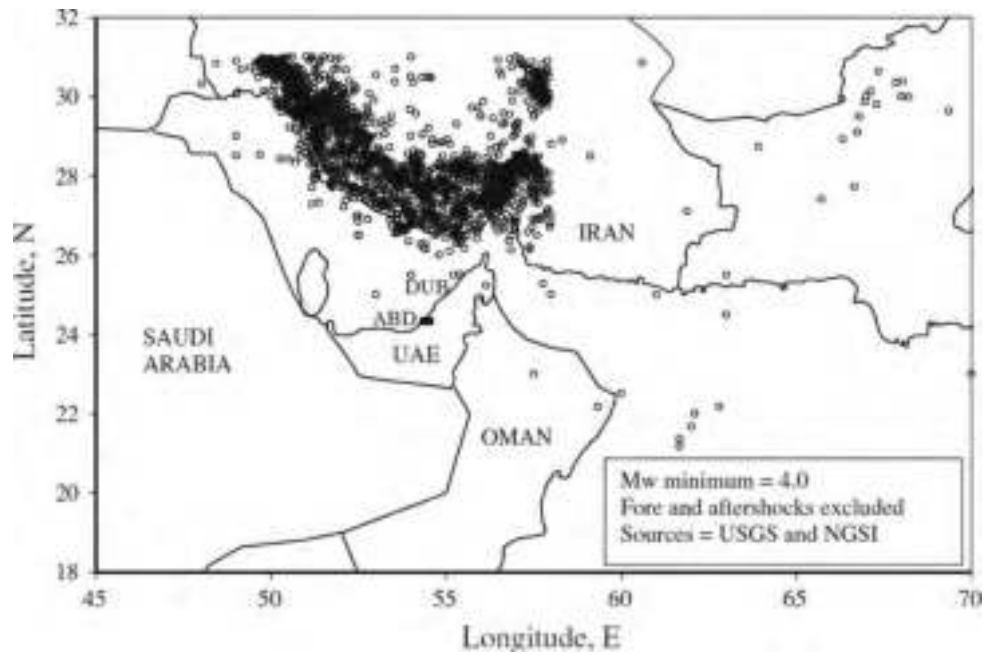 32
30
28
26
24
22
20
18
Latitude, N
IRAN
DUB
ABD
UAE
SAUDI
ARABIA
OMAN
Mw minimum = 4.0
Fore and aftershocks excluded
Sources = USGS and NGSI
45 50 55 60 65 70
Longitude, E